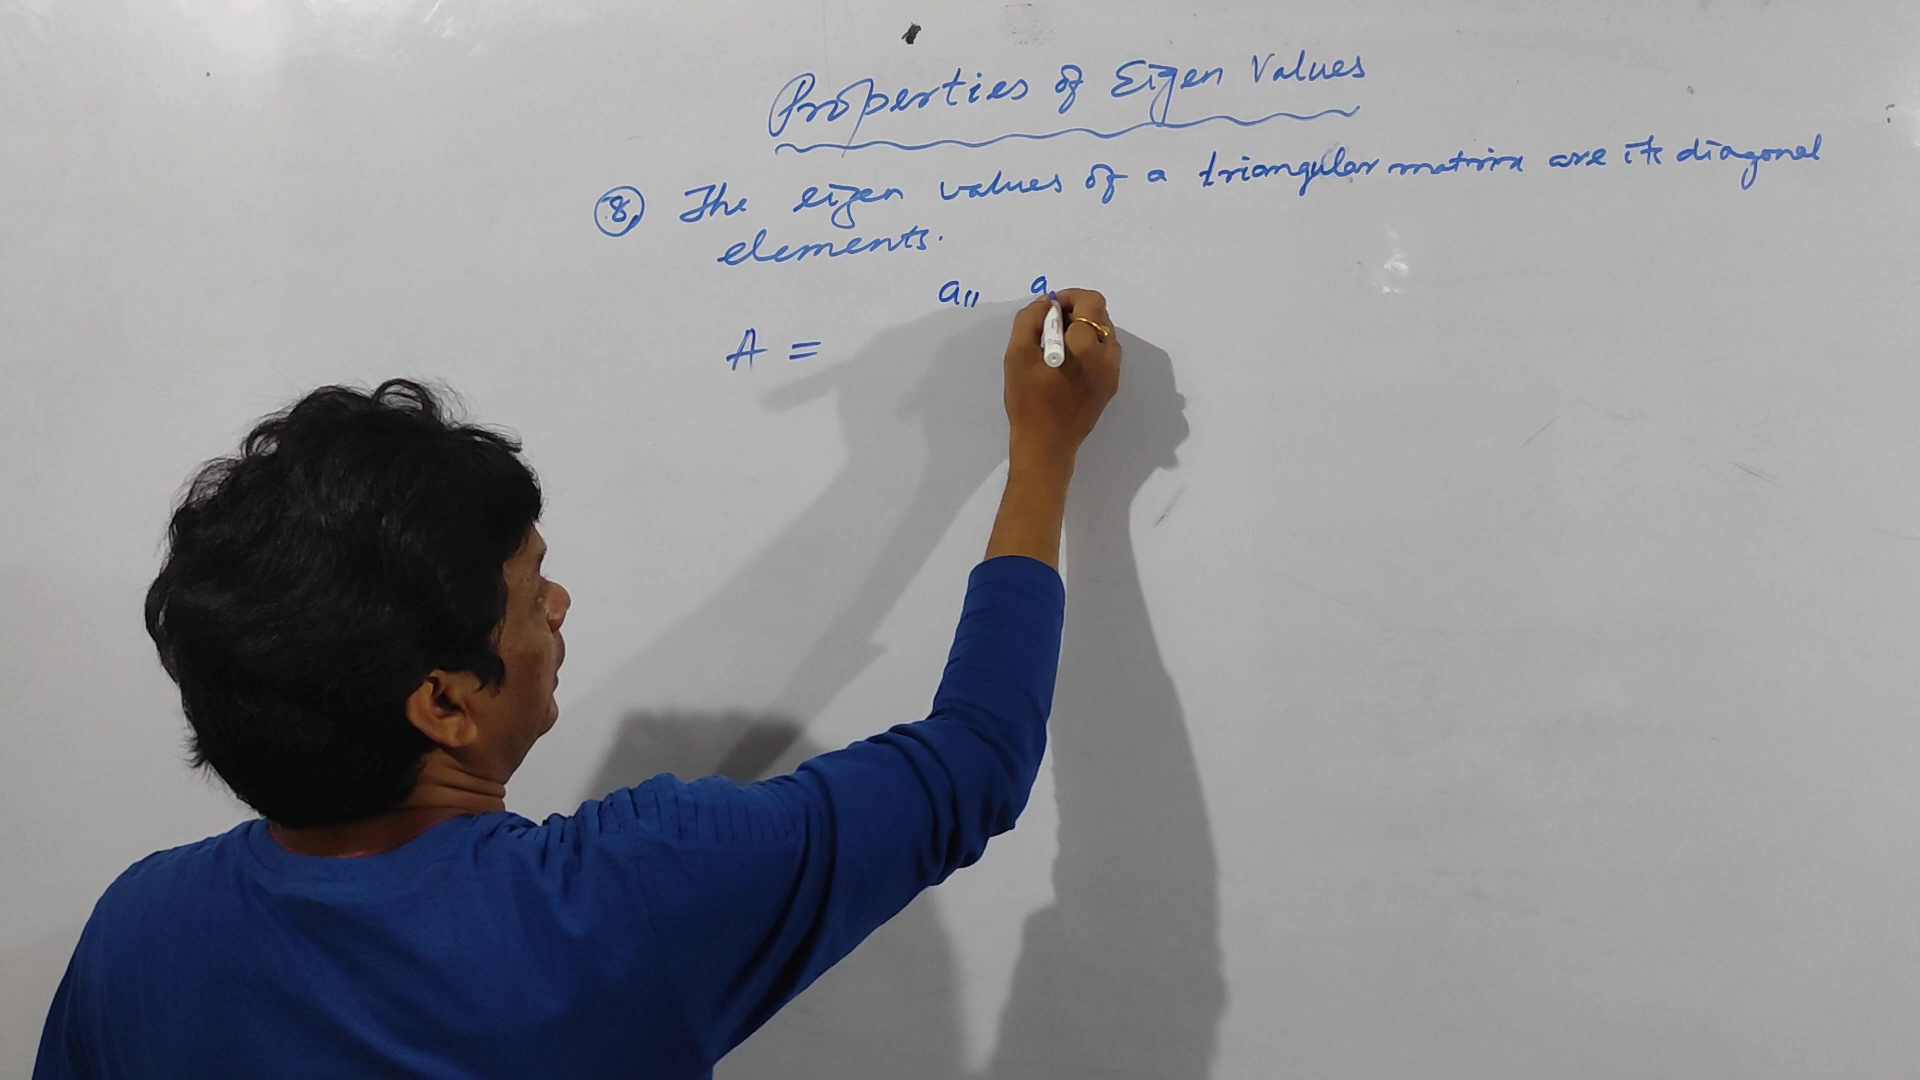 Properties of Eigen Values
8. The eigen values of a triangular matrix are its diagonal
elements.
a₁₁ a
A =